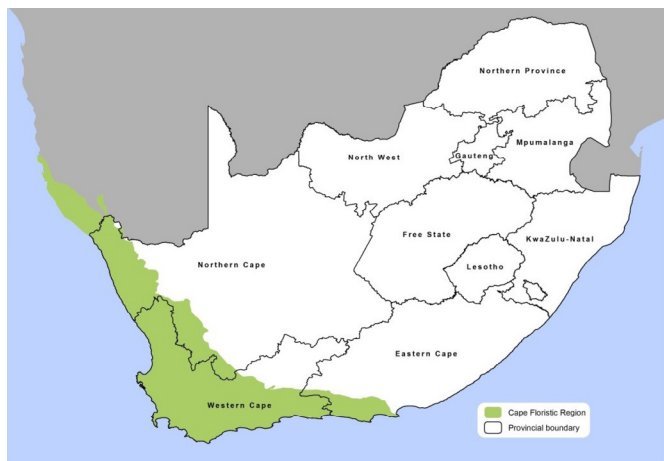 Northern Province
Mpumalanga
North West
Gauteng
Free State
KwaZulu-Natal
Lesotho
Northern Cape
Eastern Cape
Western Cape
Cape Floristic Region
Provincial boundary